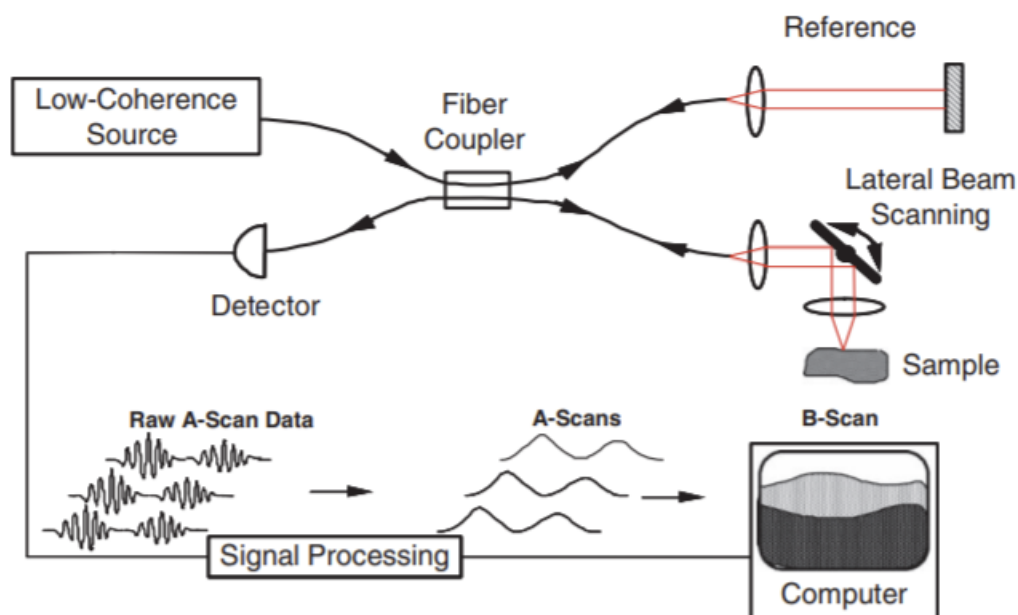 Reference
Low-Coherence
Source
Fiber
Coupler
Lateral Beam
Scanning
Detector
Sample
Raw A-Scan Data
A-Scans
B-Scan
Signal Processing
Computer